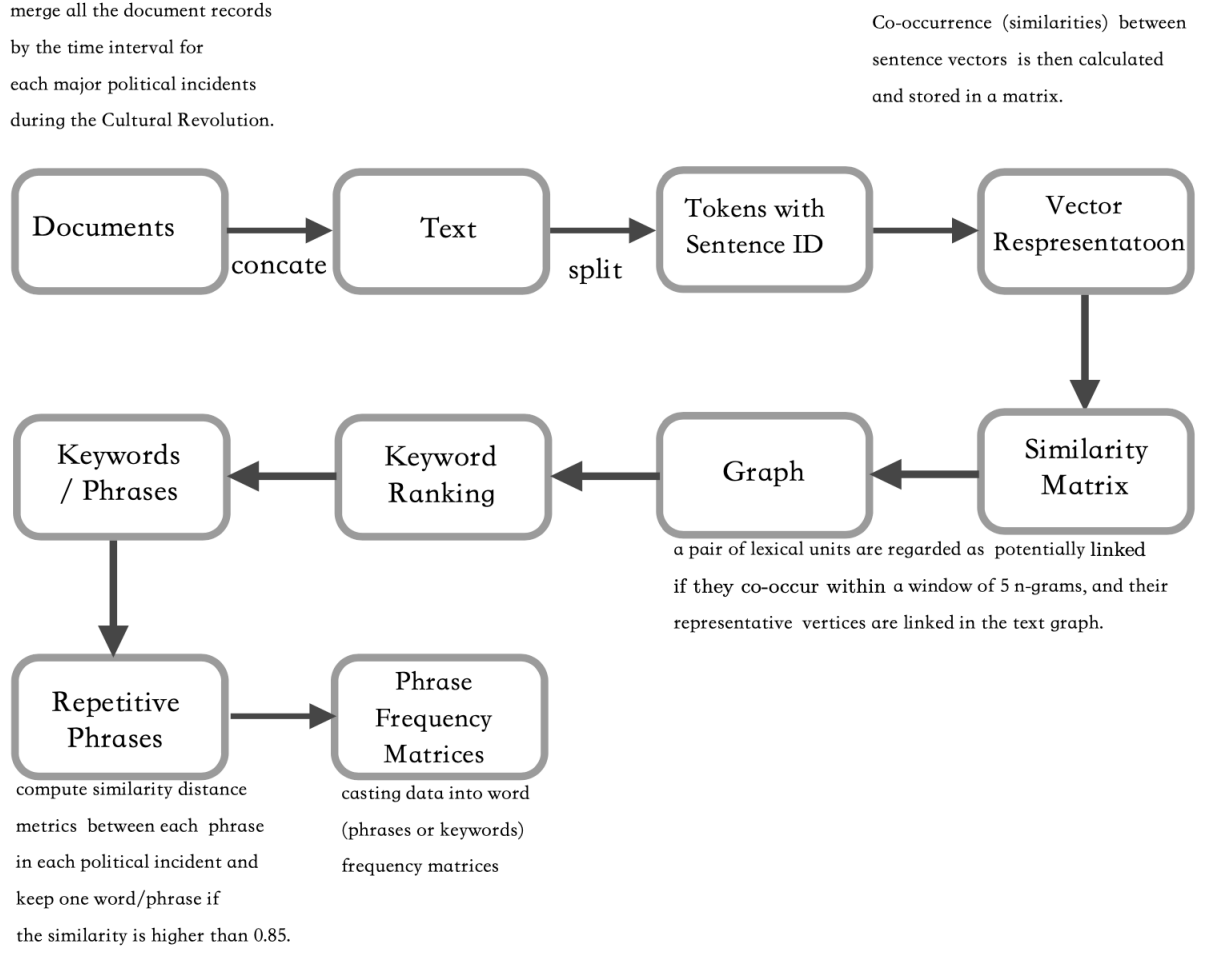 merge all the document records
by the time interval for
each major political incidents
during the Cultural Revolution.
Co-occurrence (similarities) between
sentence vectors is then calculated
and stored in a matrix.
Documents
concate
Text
split
Tokens with
Sentence ID
Vector
Respresentatoon
Keywords
/ Phrases
Keyword
Ranking
Graph
Similarity
Matrix
a pair of lexical units are regarded as potentially linked
if they co-occur within a window of 5 n-grams, and their
representative vertices are linked in the text graph.
Repetitive
Phrases
Phrase
Frequency
Matrices
compute similarity distance
metrics between each phrase
in each political incident and
keep one word/phrase if
the similarity is higher than 0.85.
casting data into word
(phrases or keywords)
frequency matrices